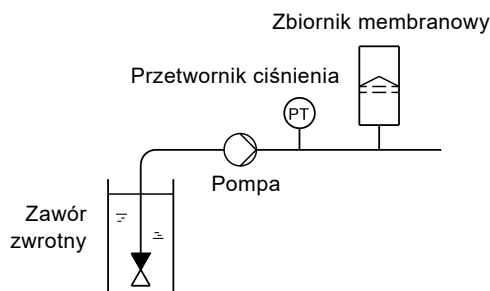 Zbiornik membranowy
Przetwornik ciśnienia
PT
Pompa
Zawór
zwrotny